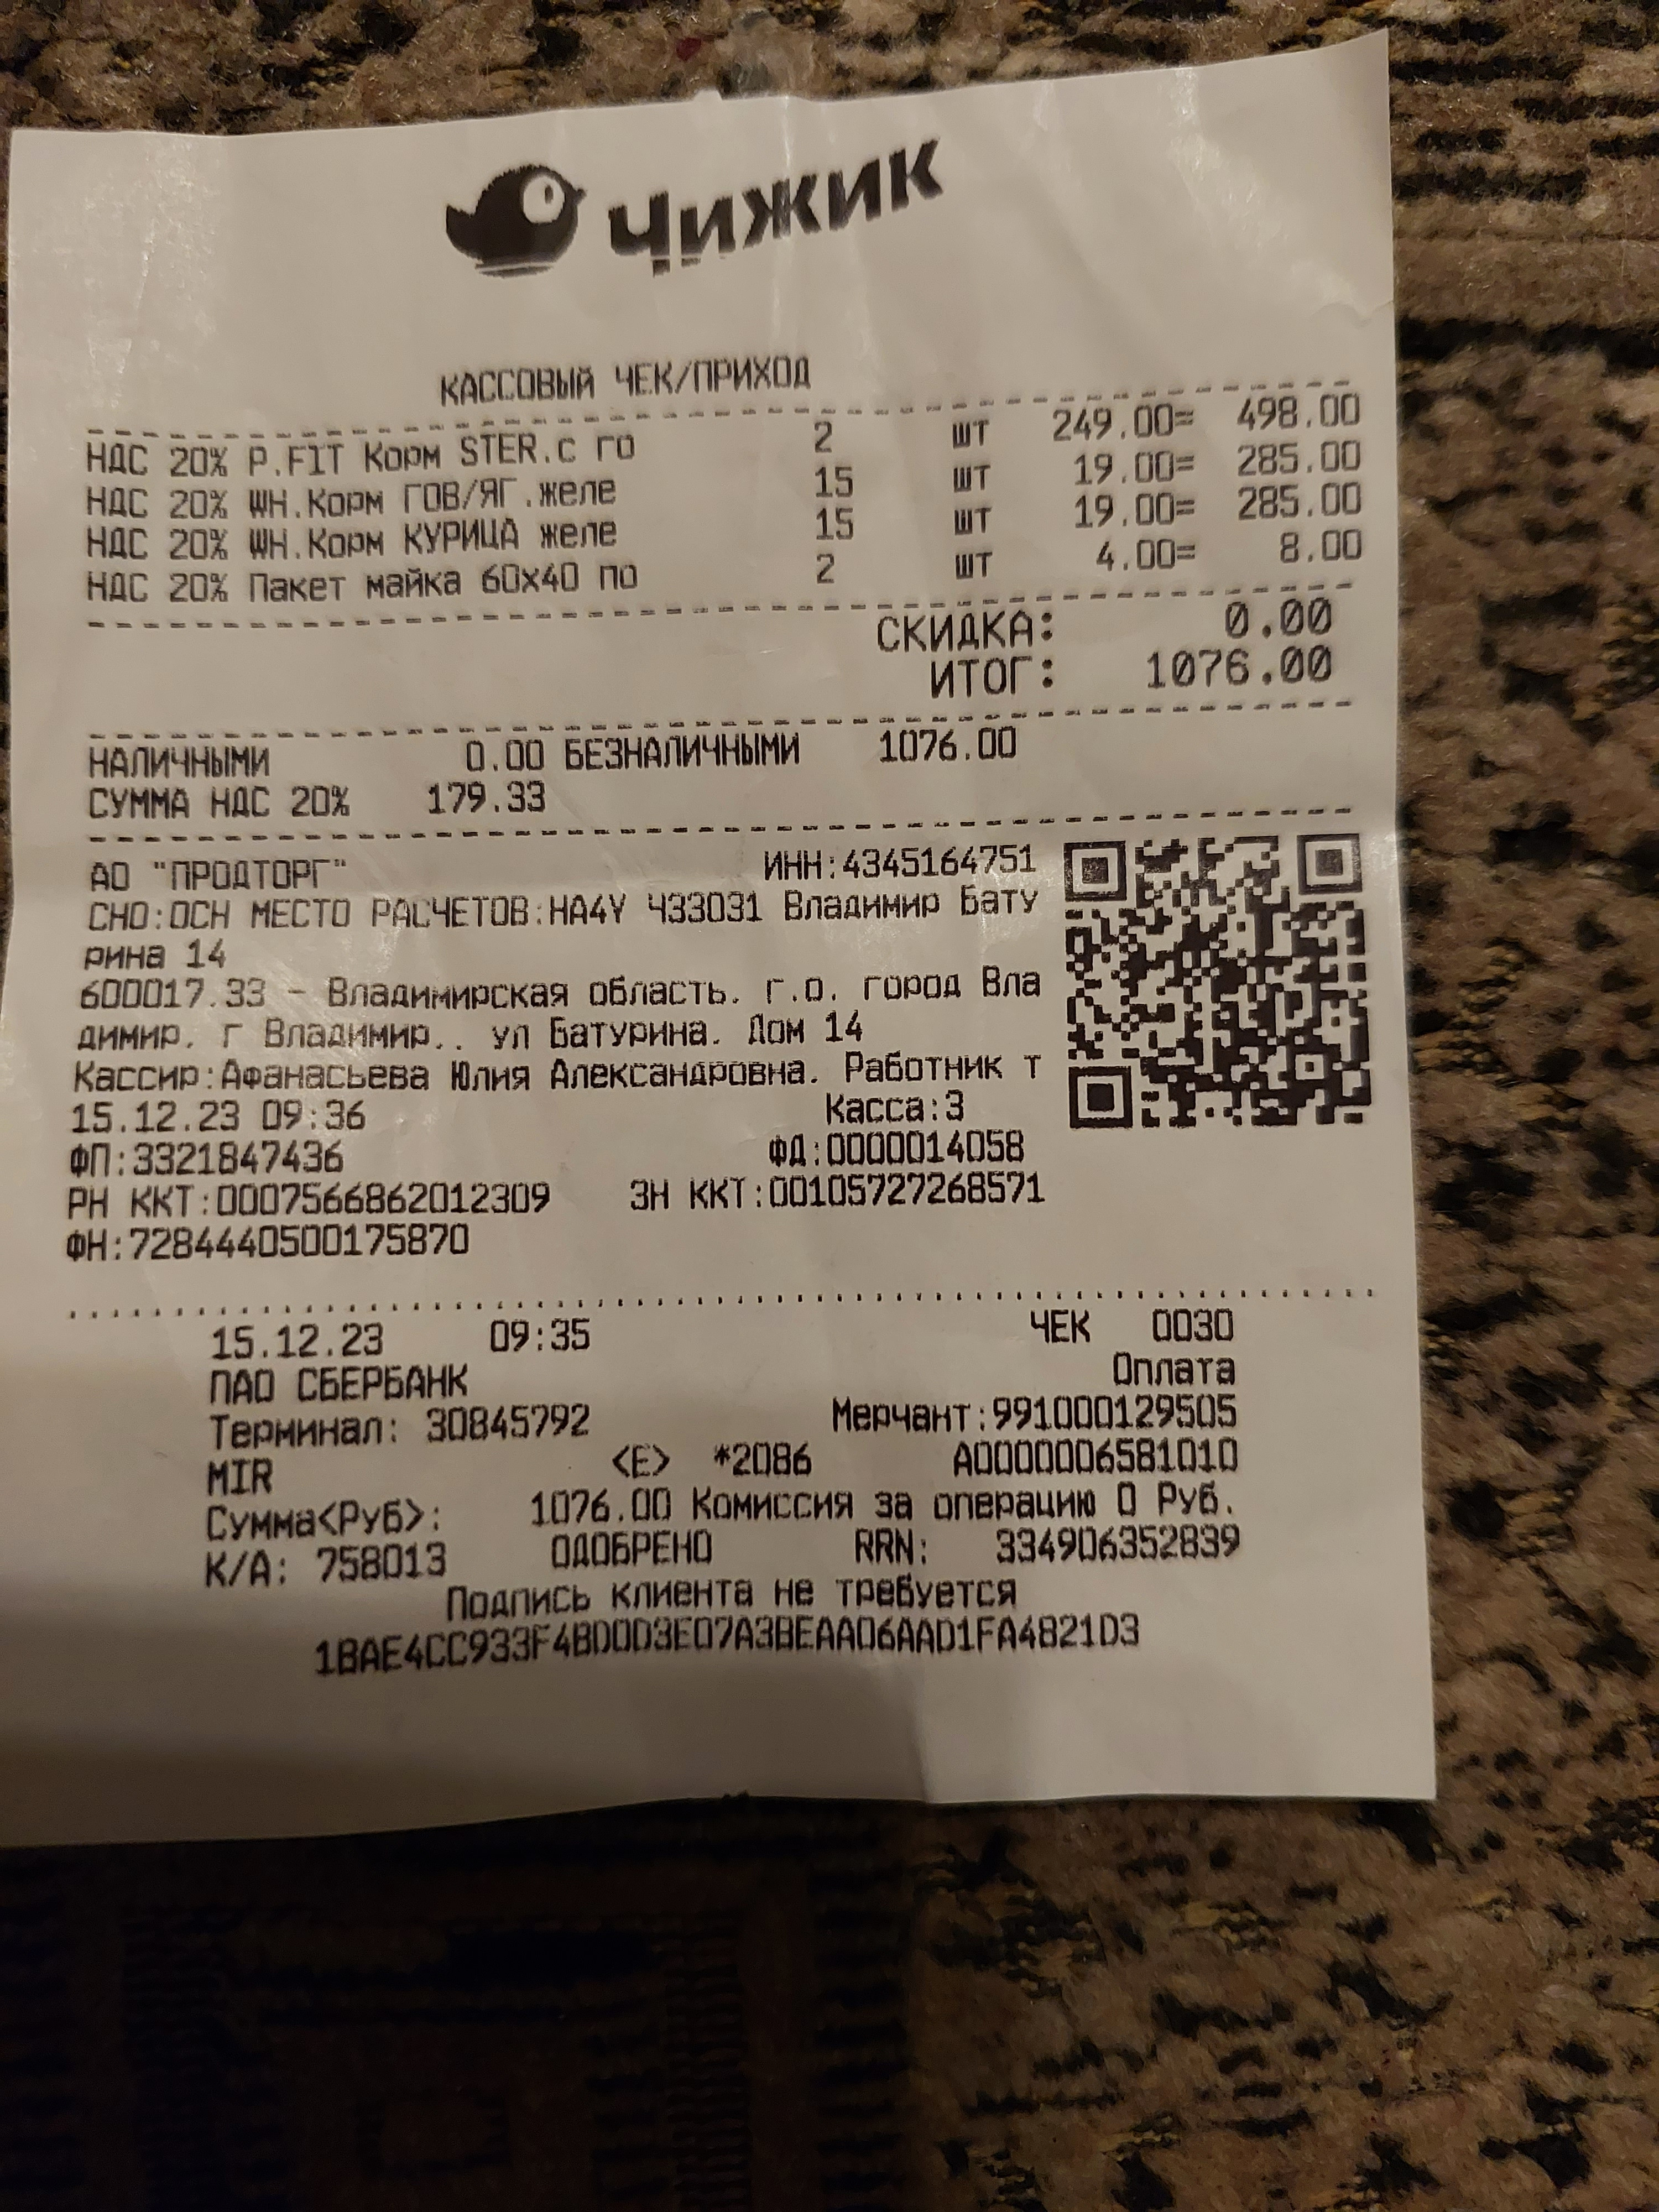 чижик
КАССОВЫЙ ЧЕК/ПРИХОД
НДС 20% P.FIT Корм STER.с го 2 шт 249.00= 498.00
НДС 20% WH.Корм ГОВ/ЯГ.желе 15 шт 19.00= 285.00
НДС 20% WH.Корм КУРИЦА желе 15 шт 19.00= 285.00
НДС 20% Пакет майка 60x40 по 2 шт 4.00= 8.00
СКИДКА: 0.00
ИТОГ: 1076.00
НАЛИЧНЫМИ 0.00 БЕЗНАЛИЧНЫМИ 1076.00
СУММА НДС 20% 179.33
АО "ПРОДТОРГ" ИНН:4345164751
СНО:ОСН МЕСТО РАСЧЕТОВ:HA4Y Ч33031 Владимир Бату
рина 14
600017.33 - Владимирская область. г.о. город Вла
димир. г Владимир.. ул Батурина. Дом 14
Кассир:Афанасьева Юлия Александровна. Работник т
15.12.23 09:36 Касса:3
ФП:3321847436 ФД:0000014058
РН ККТ:0007566862012309 ЗН ККТ:00105727268571
ФН:7284440500175870
15.12.23 09:35 ЧЕК 0030
ПАО СБЕРБАНК Оплата
Терминал: 30845792 Мерчант:991000129505
MIR <E> *2086 A0000006581010
Сумма<Руб>: 1076.00 Комиссия за операцию 0 Руб.
К/А: 758013 ОДОБРЕНО RRN: 334906352839
Подпись клиента не требуется
1BAE4CC933F4BD0D3E07A3BEAA06AAD1FA4821D3